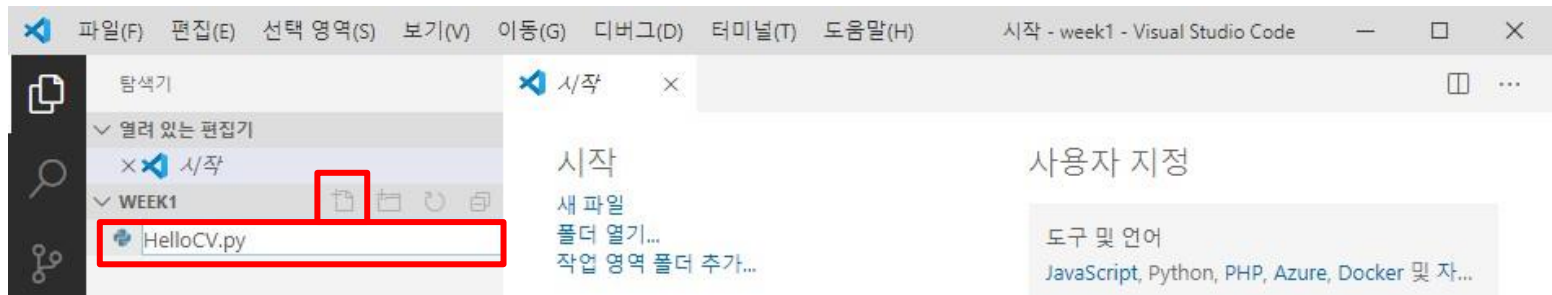 파일(F) 편집(E) 선택 영역(S) 보기(V) 이동(G) 디버그(D) 터미널(T) 도움말(H) 시작 - week1 - Visual Studio Code
탐색기
시작
열려 있는 편집기
시작
WEEK1
HelloCV.py
시작
새 파일
폴더 열기...
작업 영역 폴더 추가...
사용자 지정
도구 및 언어
JavaScript, Python, PHP, Azure, Docker 및 자...